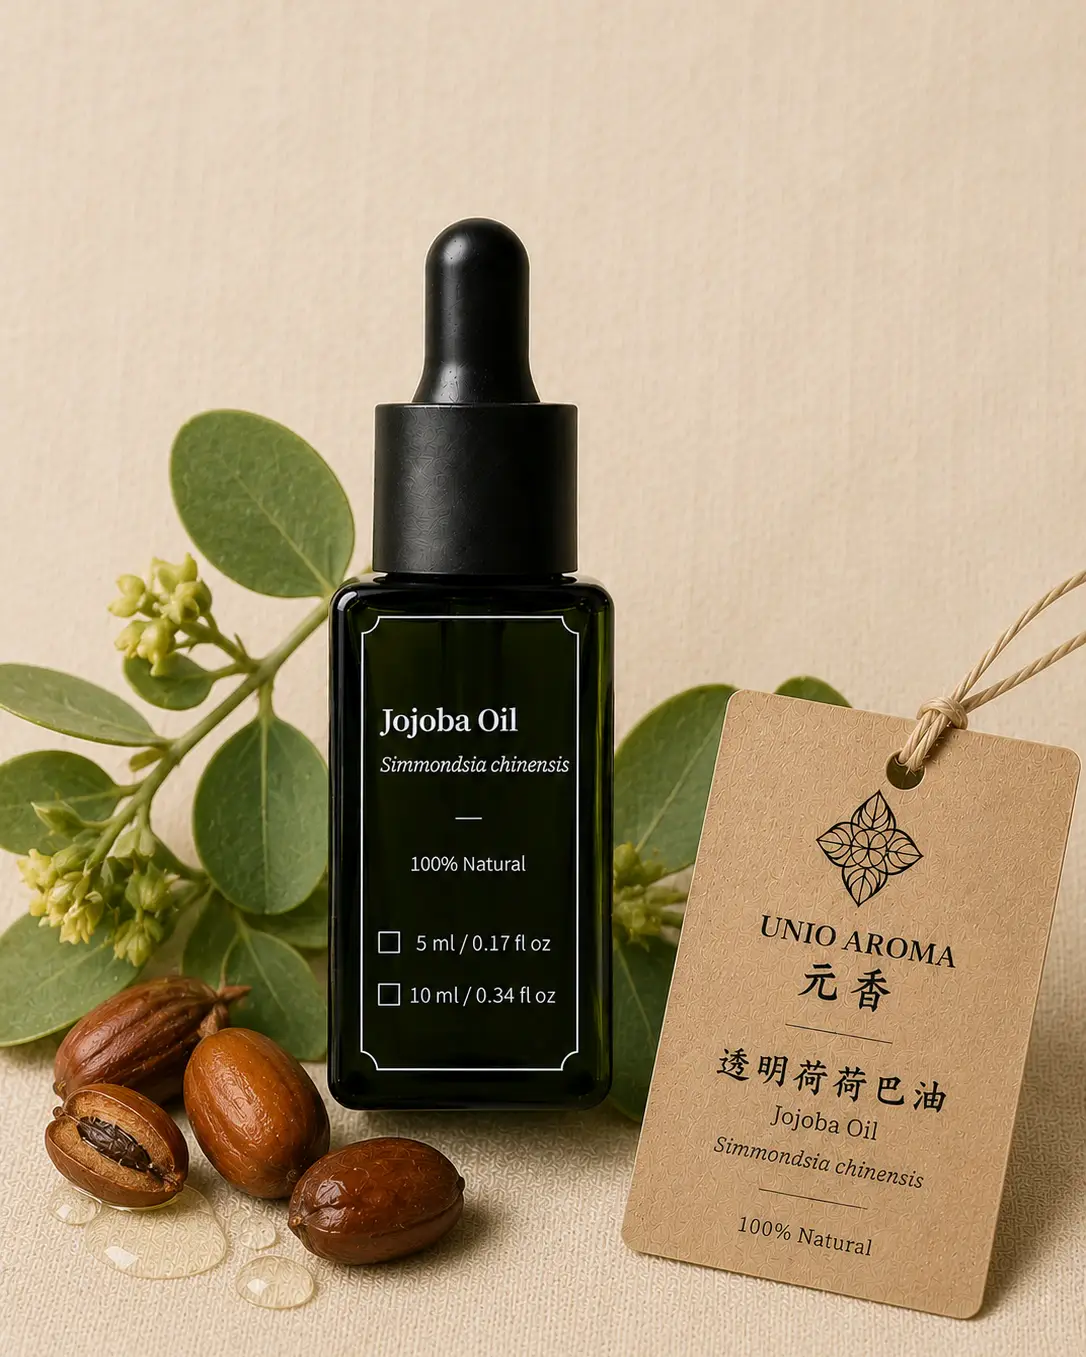 Jojoba Oil
Simmondsia chinensis
100% Natural
5 ml / 0.17 fl oz
10 ml / 0.34 fl oz
UNIO AROMA
元香
透明荷荷巴油
Jojoba Oil
Simmondsia chinensis
100% Natural